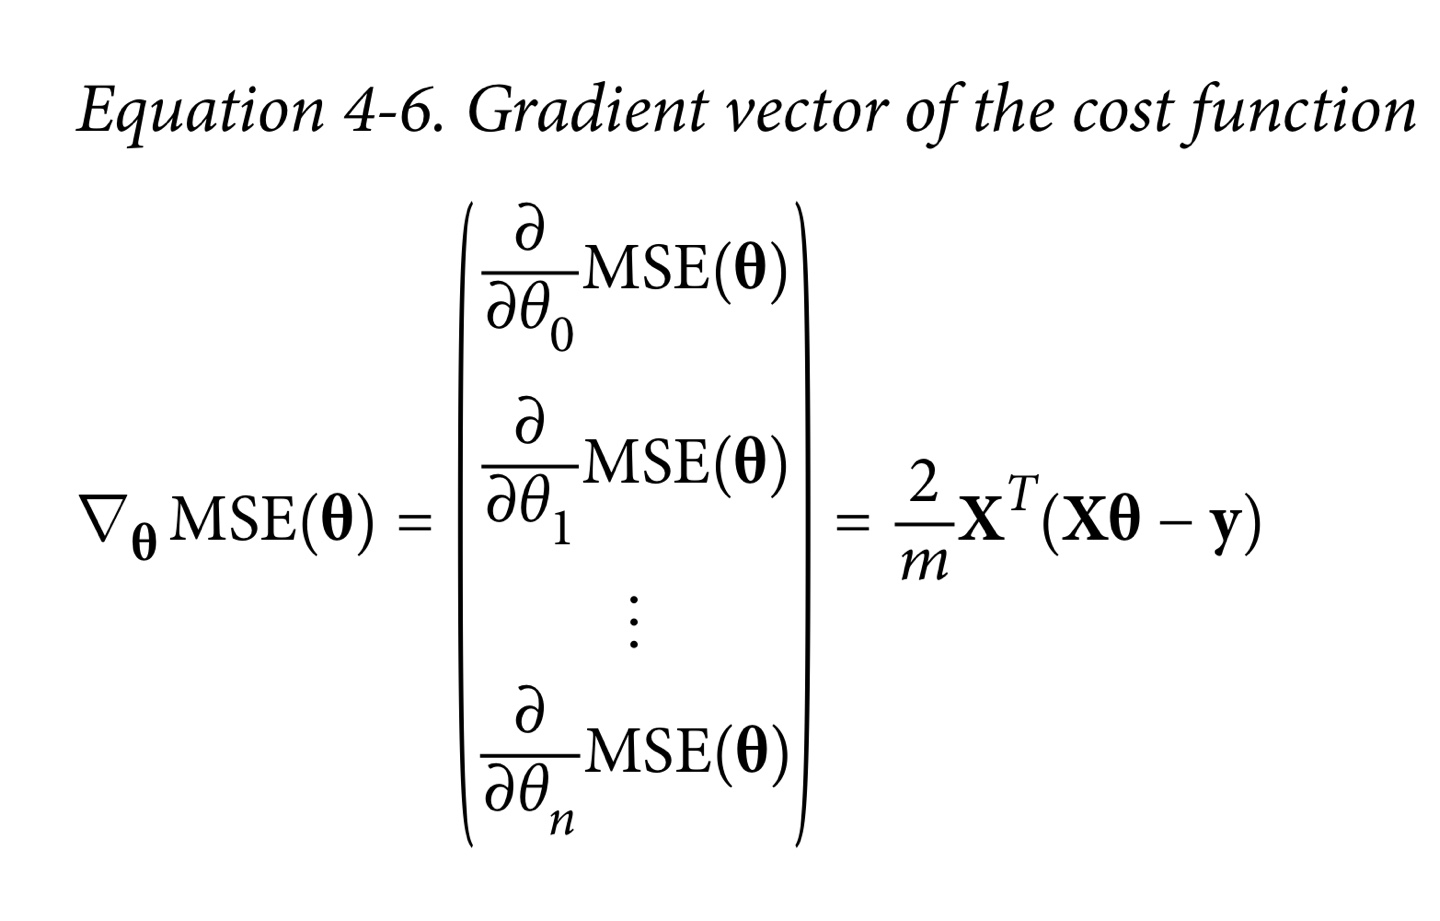 Equation 4-6. Gradient vector of the cost function
∂/∂θ₀ MSE(𝛉)
∂/∂θ₁ MSE(𝛉)
∇_𝛉 MSE(𝛉) = ⋮ = 2/m 𝐗ᵀ(𝐗𝛉 − 𝐲)
∂/∂θₙ MSE(𝛉)